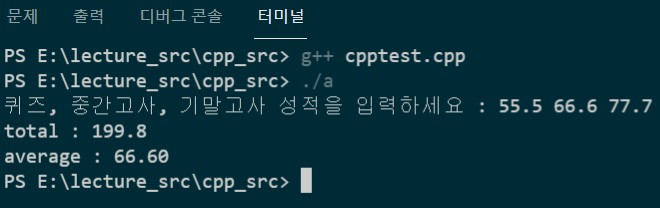 문제 출력 디버그 콘솔 터미널
PS E:\lecture_src\cpp_src> g++ cpptest.cpp
PS E:\lecture_src\cpp_src> ./a
퀴즈, 중간고사, 기말고사 성적을 입력하세요 : 55.5 66.6 77.7
total : 199.8
average : 66.60
PS E:\lecture_src\cpp_src>